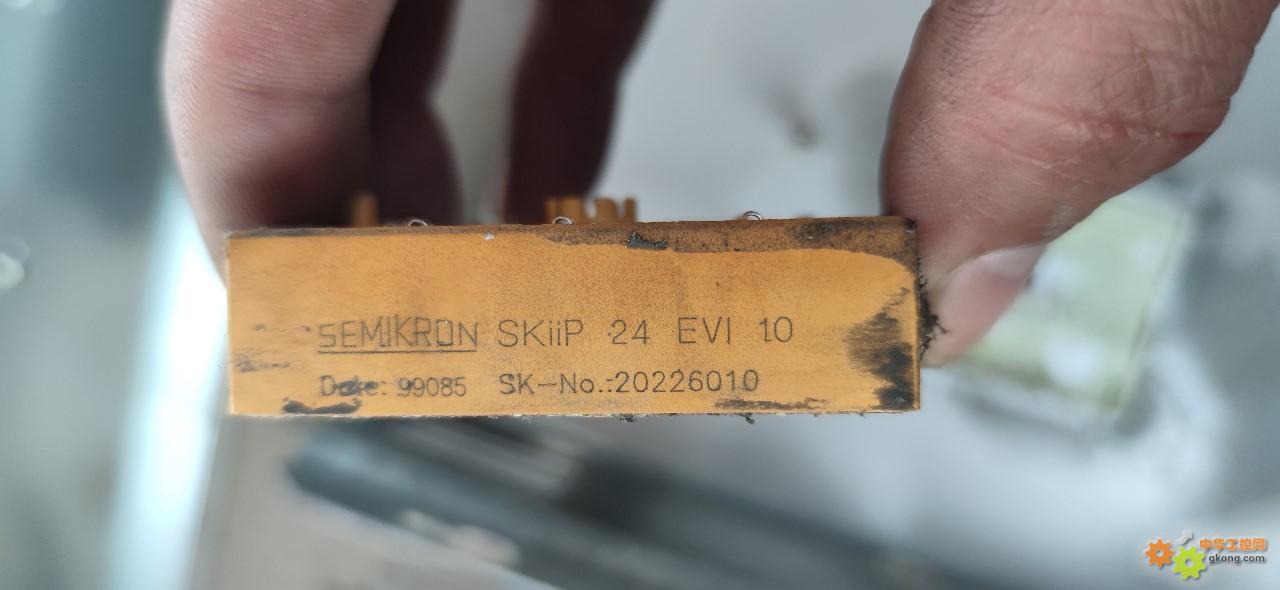 SEMIKRON SKiiP 24 EVI 10
Date: 99085 SK-No.:20226010
中华工控网
gkong.com